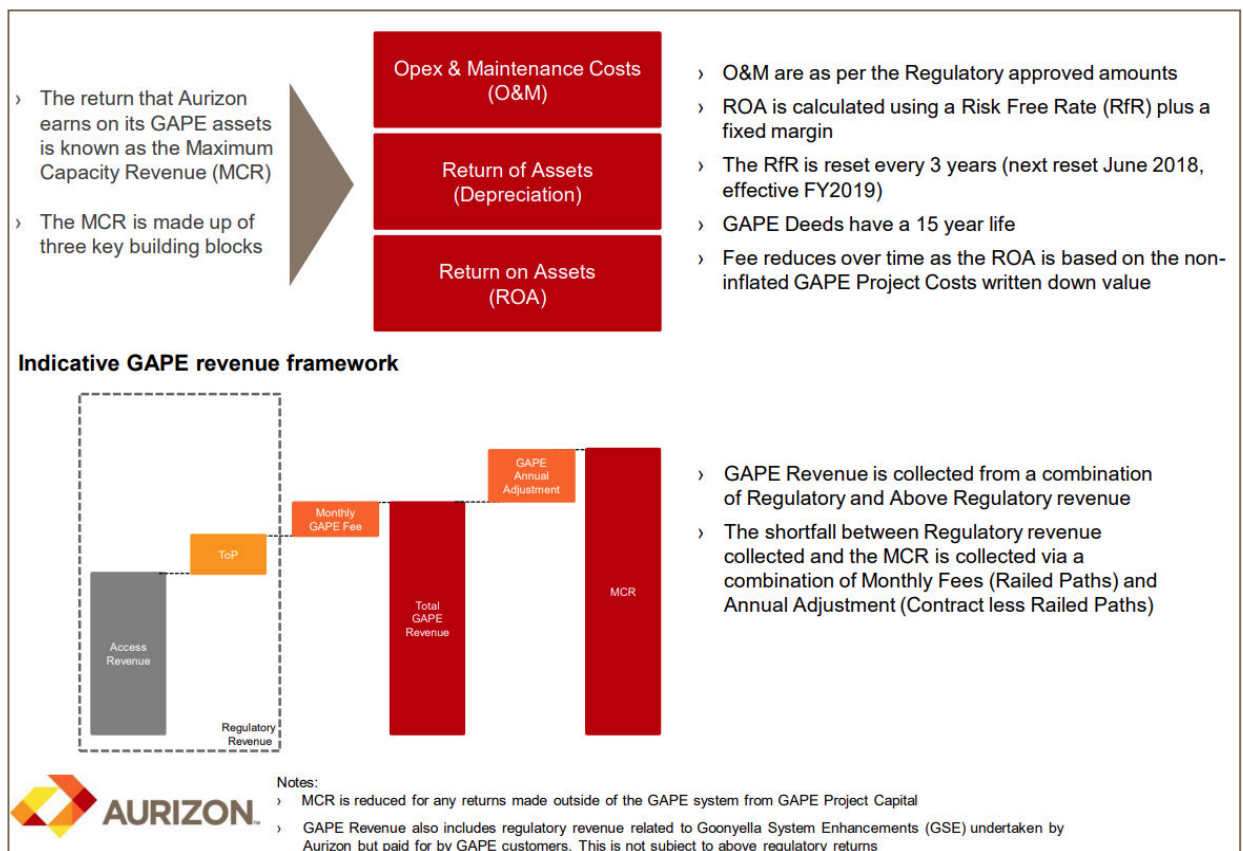 › The return that Aurizon
earns on its GAPE assets
is known as the Maximum
Capacity Revenue (MCR)
› The MCR is made up of
three key building blocks
Opex & Maintenance Costs
(O&M)
Return of Assets
(Depreciation)
Return on Assets
(ROA)
› O&M are as per the Regulatory approved amounts
› ROA is calculated using a Risk Free Rate (RfR) plus a
fixed margin
› The RfR is reset every 3 years (next reset June 2018,
effective FY2019)
› GAPE Deeds have a 15 year life
› Fee reduces over time as the ROA is based on the non-
inflated GAPE Project Costs written down value
Indicative GAPE revenue framework
Access
Revenue
ToP
Regulatory
Revenue
Monthly
GAPE Fee
Total
GAPE
Revenue
GAPE
Annual
Adjustment
MCR
› GAPE Revenue is collected from a combination
of Regulatory and Above Regulatory revenue
› The shortfall between Regulatory revenue
collected and the MCR is collected via a
combination of Monthly Fees (Railed Paths) and
Annual Adjustment (Contract less Railed Paths)
AURIZON™
Notes:
› MCR is reduced for any returns made outside of the GAPE system from GAPE Project Capital
› GAPE Revenue also includes regulatory revenue related to Goonyella System Enhancements (GSE) undertaken by
Aurizon but paid for by GAPE customers. This is not subject to above regulatory returns